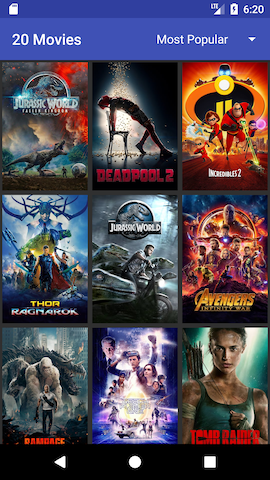 LTE 6:20
20 Movies Most Popular
JURASSIC WORLD
FALLEN KINGDOM
DEADPOOL 2
INCREDIBLES 2
THOR
RAGNAROK
JURASSIC WORLD
AVENGERS
INFINITY WAR
RAMPAGE
TOMB RAIDER